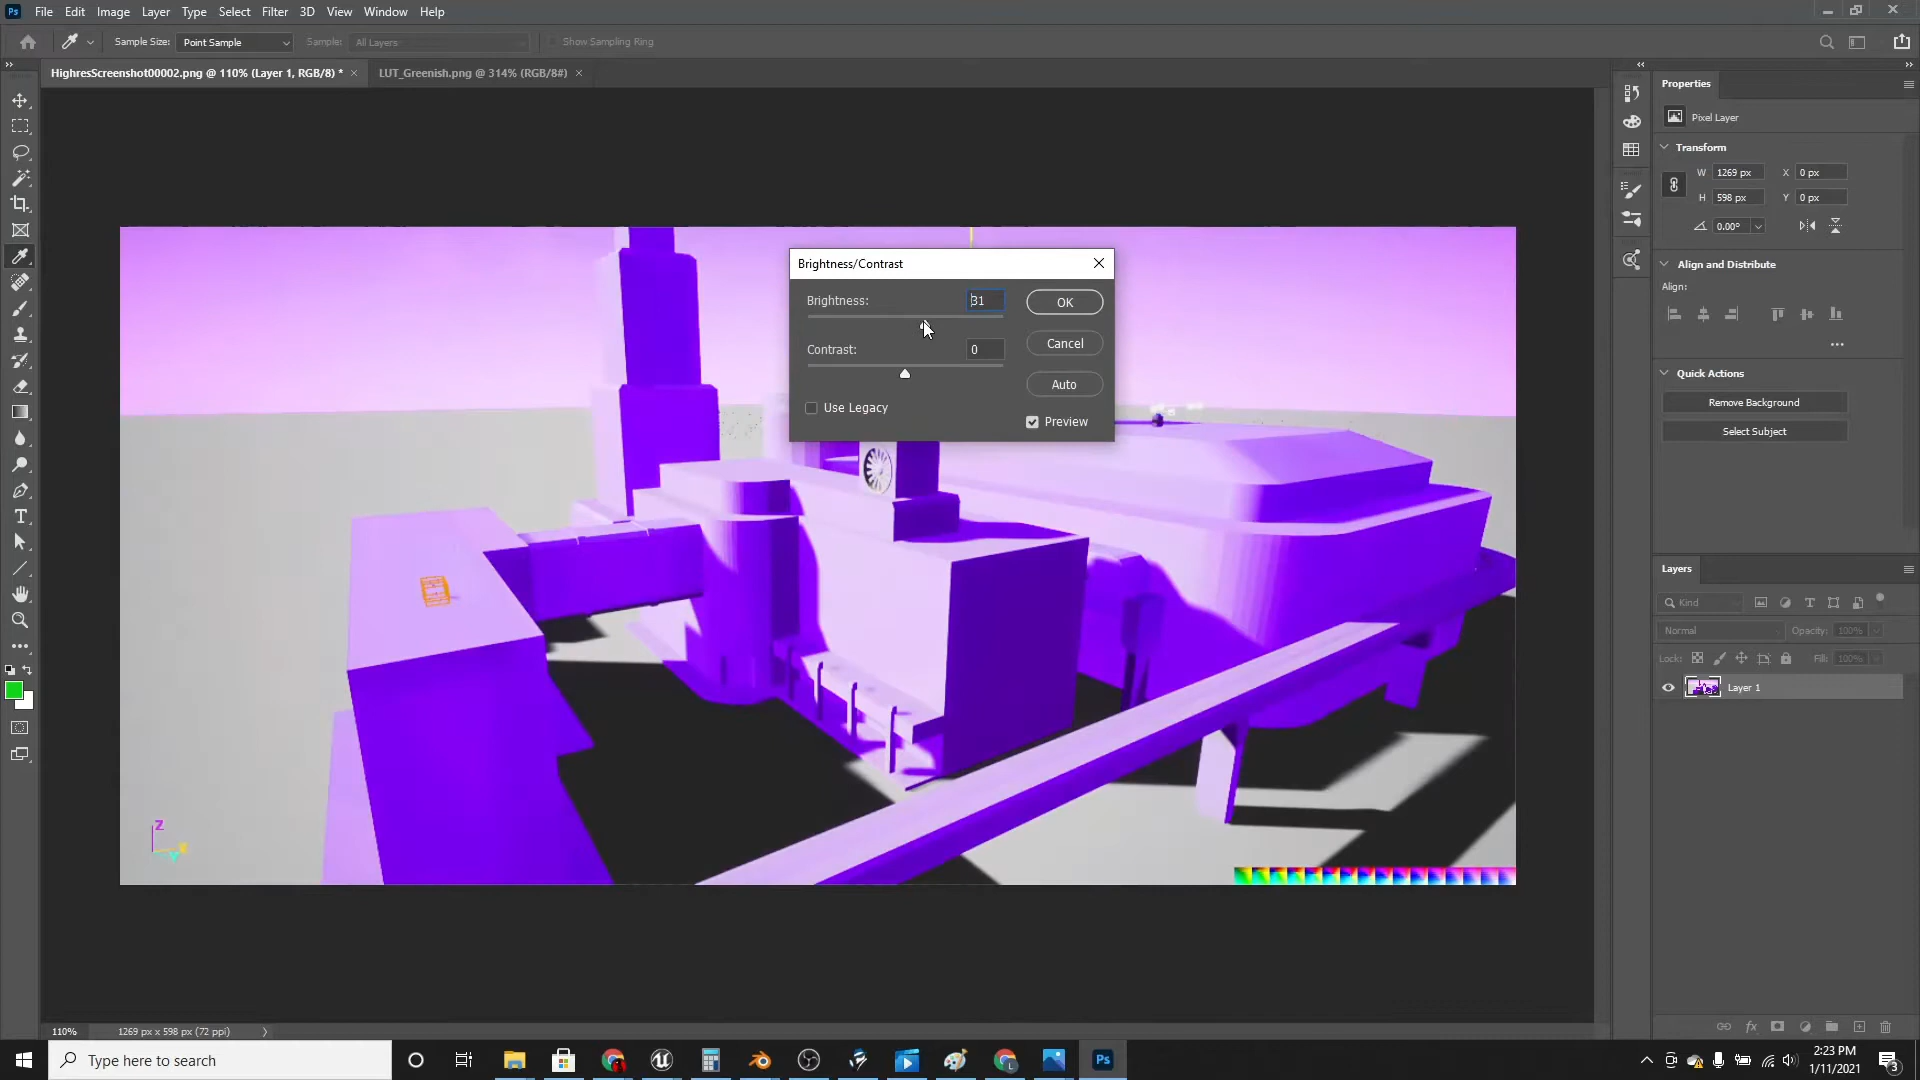 Ps File Edit Image Layer Type Select Filter 3D View Window Help
Sample Size: Point Sample Sample: All Layers Show Sampling Ring
HighresScreenshot00002.png @ 110% (Layer 1, RGB/8) * × LUT_Greenish.png @ 314% (RGB/8#) ×
Brightness/Contrast
Brightness: 31
OK
Contrast: 0
Cancel
Auto
Use Legacy
Preview
Z
Y
Properties
Pixel Layer
Transform
W 1269 px X 0 px
H 598 px Y 0 px
0.00°
Align and Distribute
Align:
Quick Actions
Remove Background
Select Subject
Layers
Kind
Normal Opacity: 100%
Lock: Fill: 100%
Layer 1
110% 1269 px x 598 px (72 ppi)
Type here to search
Ps
2:23 PM
1/11/2021
3